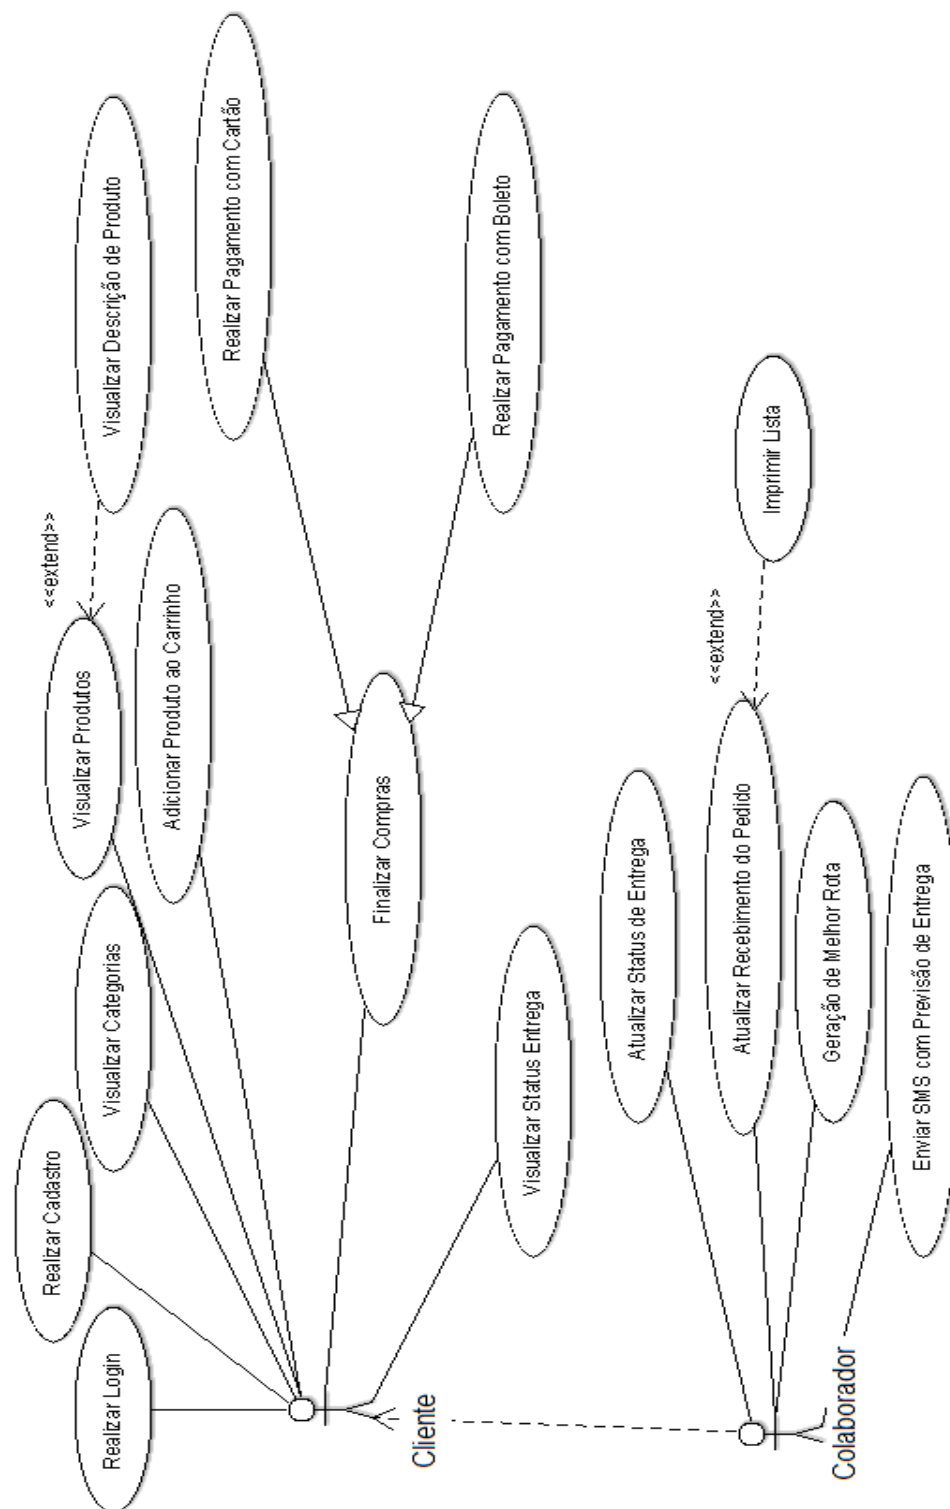 Realizar Login
Realizar Cadastro
Visualizar Categorias
Visualizar Produtos
<<extend>>
Visualizar Descrição de Produto
Adicionar Produto ao Carrinho
Realizar Pagamento com Cartão
Finalizar Compras
Realizar Pagamento com Boleto
Visualizar Status Entrega
Cliente
Atualizar Status de Entrega
<<extend>>
Atualizar Recebimento do Pedido
Imprimir Lista
Geração de Melhor Rota
Enviar SMS com Previsão de Entrega
Colaborador